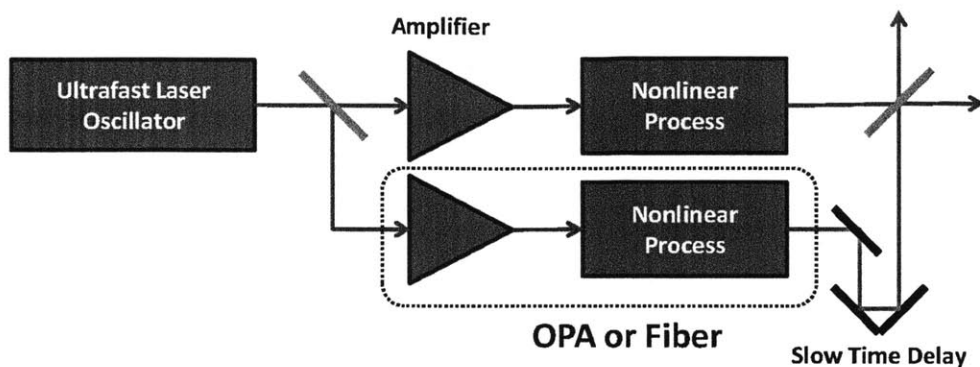 Amplifier
Ultrafast Laser
Oscillator
Nonlinear
Process
Nonlinear
Process
OPA or Fiber
Slow Time Delay